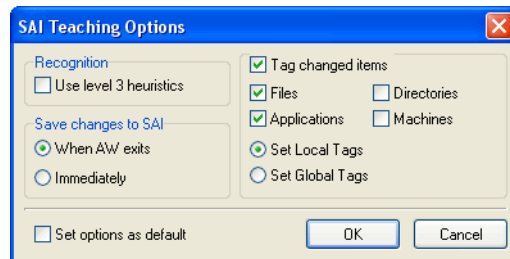 SAI Teaching Options
Recognition
Use level 3 heuristics
Save changes to SAI
When AW exits
Immediately
Tag changed items
Files
Directories
Applications
Machines
Set Local Tags
Set Global Tags
Set options as default
OK
Cancel